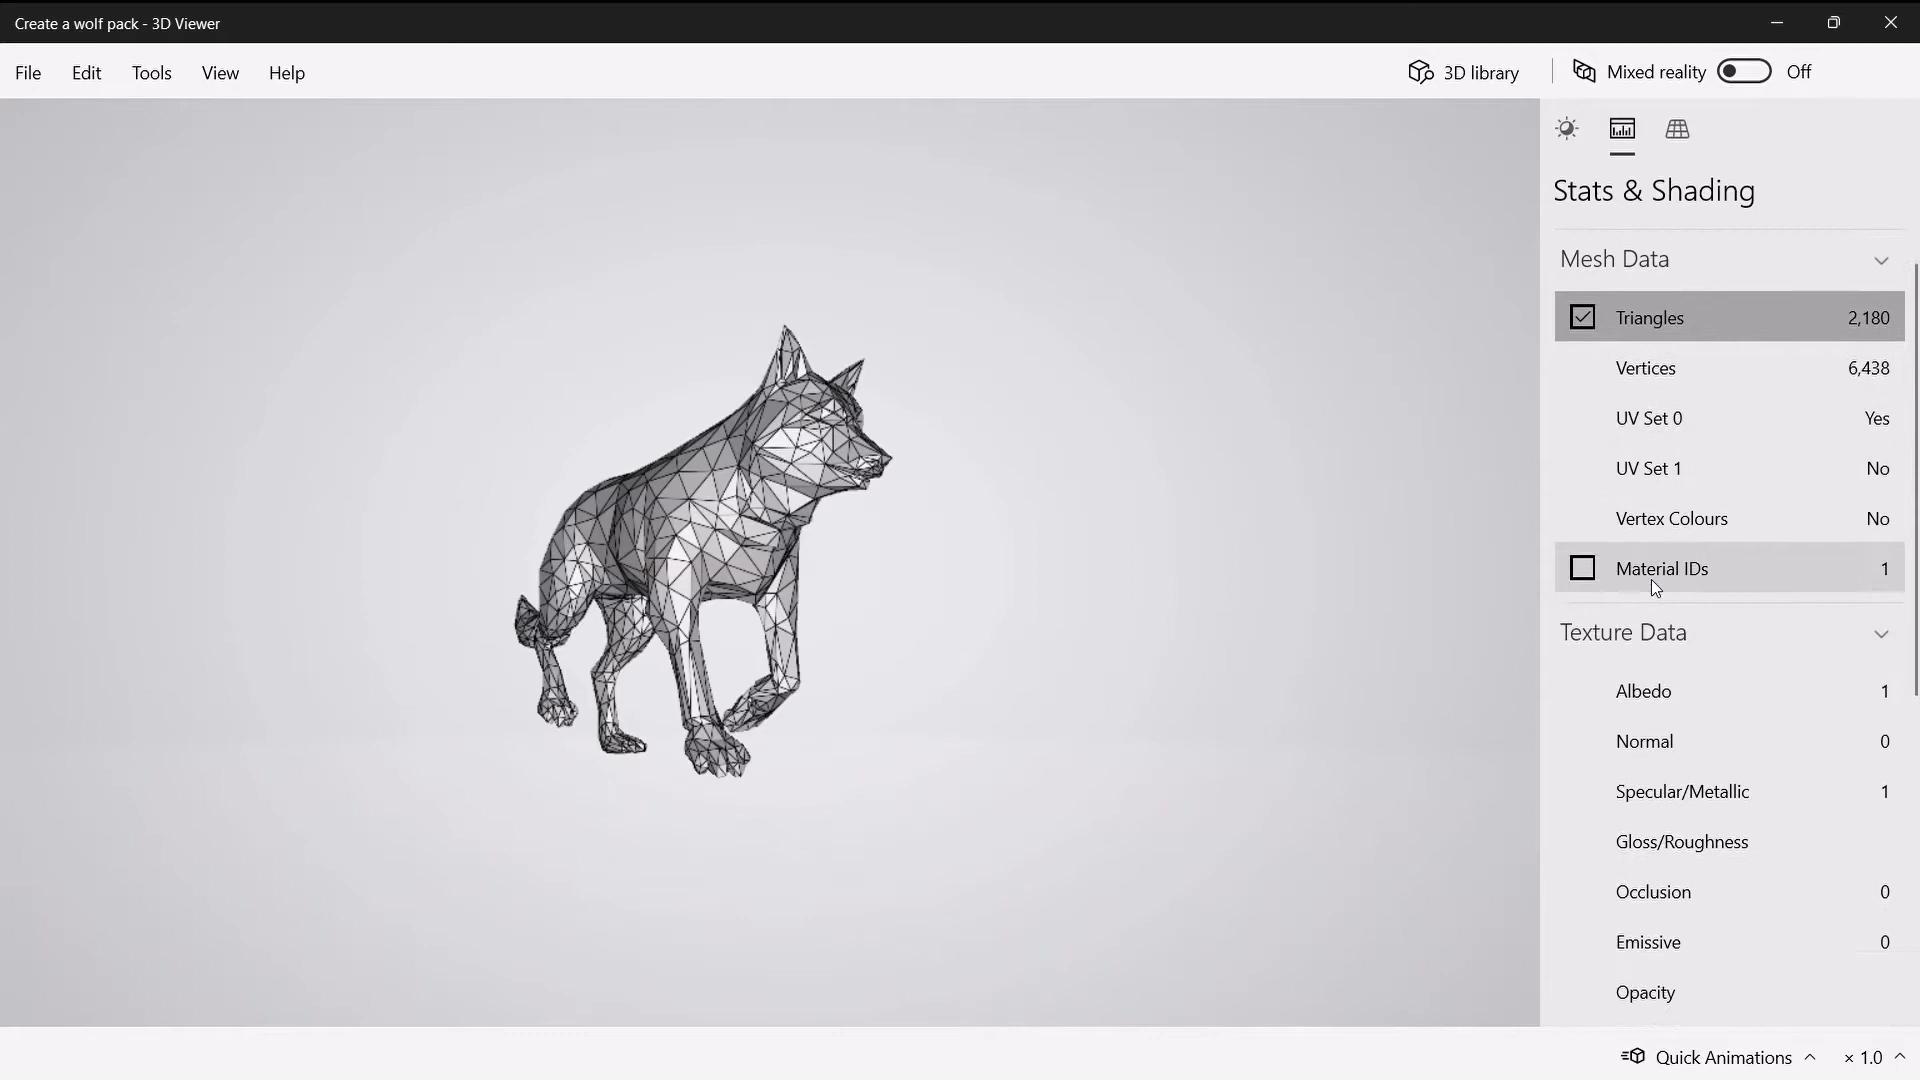 Create a wolf pack - 3D Viewer
File Edit Tools View Help 3D library Mixed reality Off
Stats & Shading
Mesh Data
Triangles 2,180
Vertices 6,438
UV Set 0 Yes
UV Set 1 No
Vertex Colours No
Material IDs 1
Texture Data
Albedo 1
Normal 0
Specular/Metallic 1
Gloss/Roughness
Occlusion 0
Emissive 0
Opacity
Quick Animations × 1.0